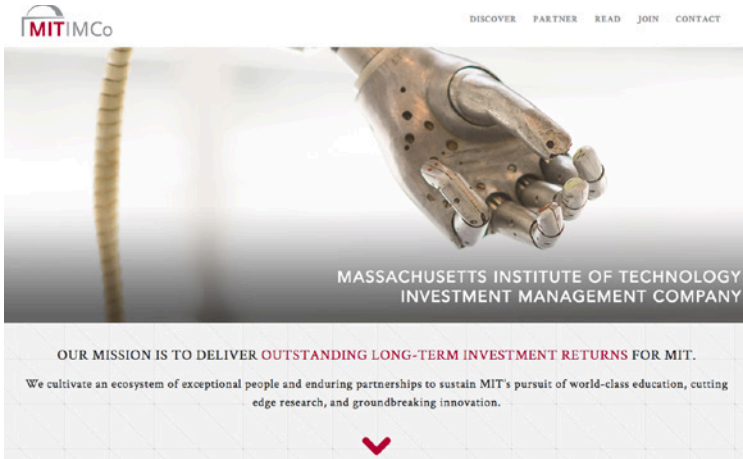 MITIMCo
DISCOVER PARTNER READ JOIN CONTACT
MASSACHUSETTS INSTITUTE OF TECHNOLOGY
INVESTMENT MANAGEMENT COMPANY
OUR MISSION IS TO DELIVER OUTSTANDING LONG-TERM INVESTMENT RETURNS FOR MIT.
We cultivate an ecosystem of exceptional people and enduring partnerships to sustain MIT's pursuit of world-class education, cutting
edge research, and groundbreaking innovation.